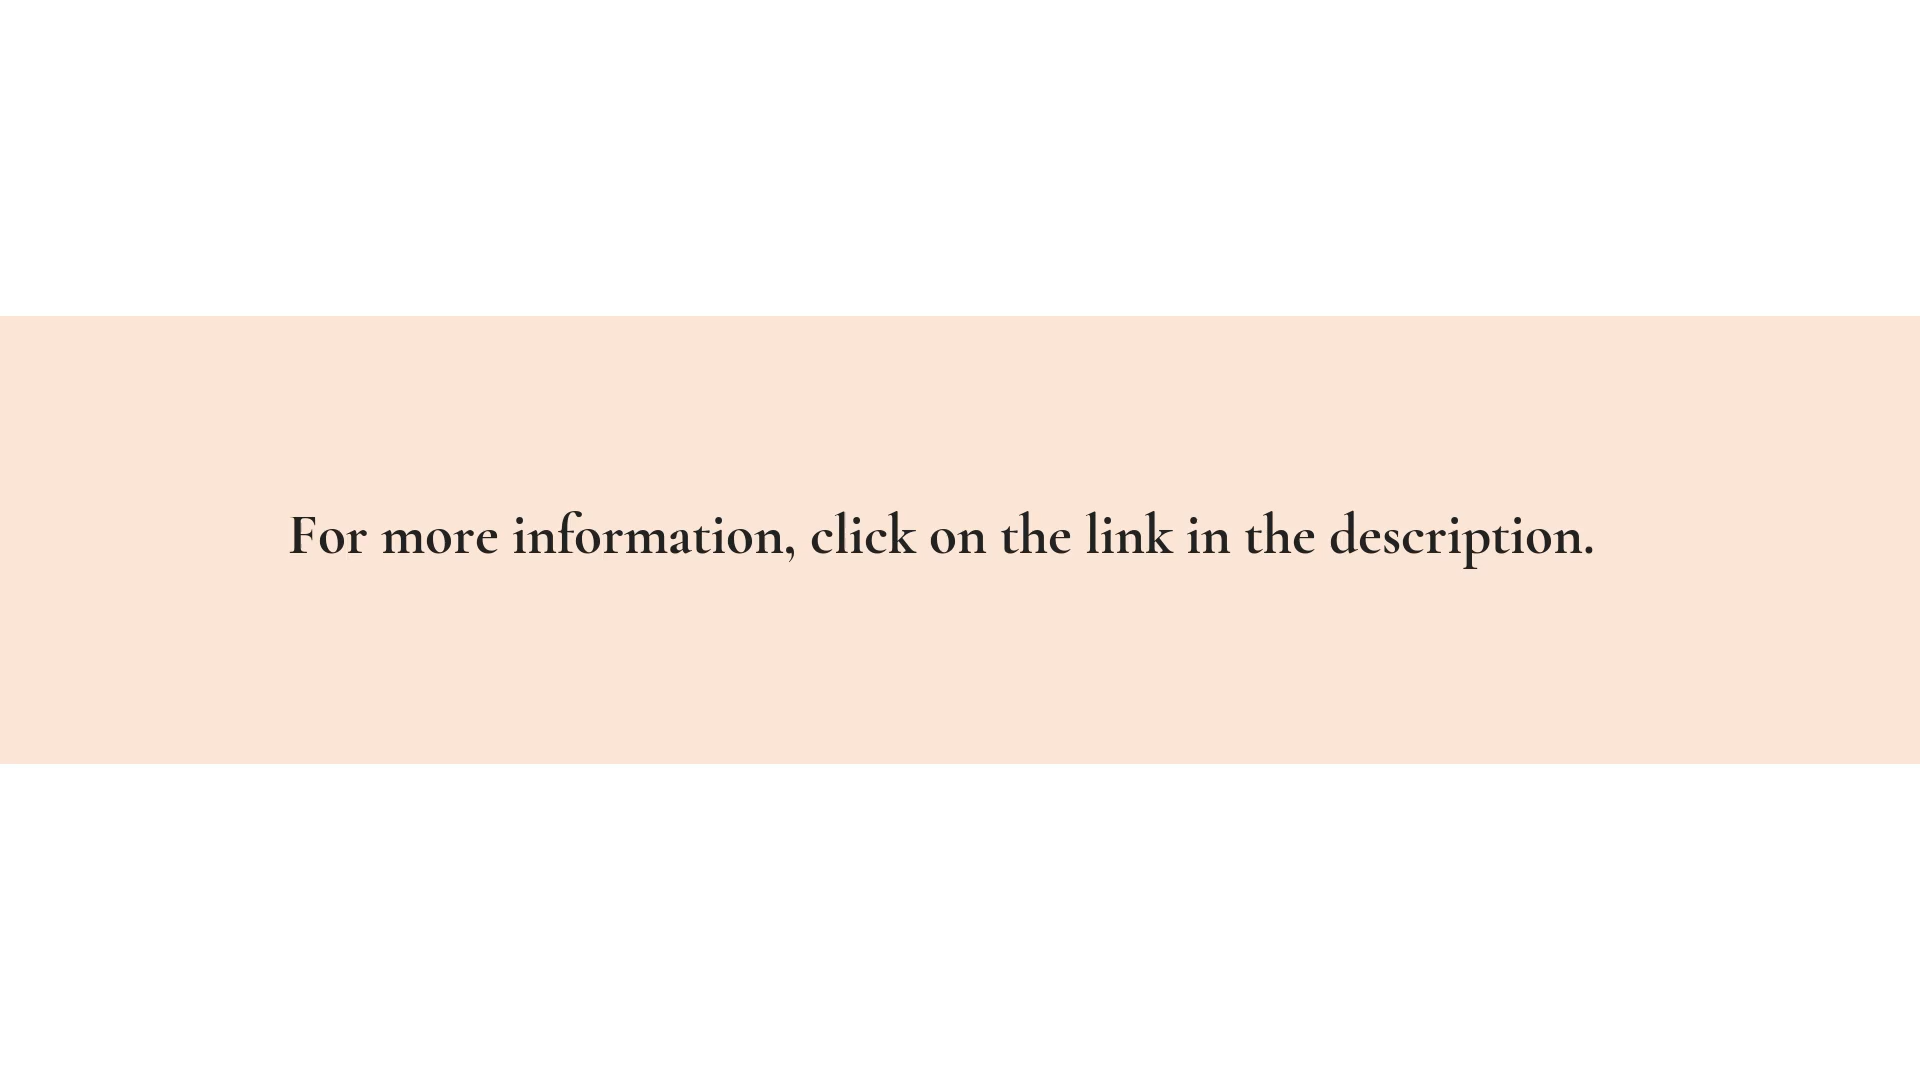 For more information, click on the link in the description.